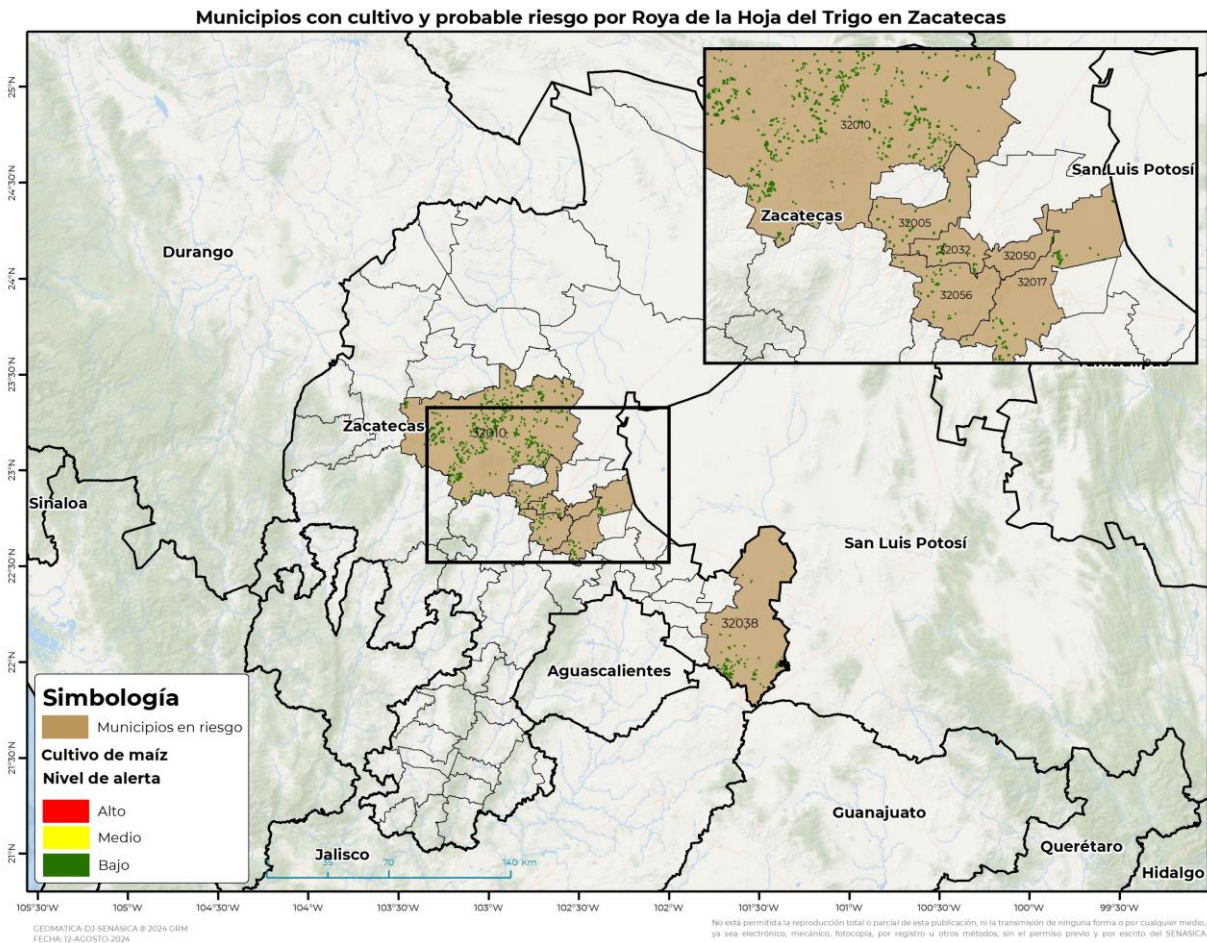 Municipios con cultivo y probable riesgo por Roya de la Hoja del Trigo en Zacatecas
25°N
24°30'N
24°N
23°30'N
23°N
22°30'N
22°N
21°30'N
21°N
Durango
Zacatecas
32010
Sinaloa
San Luis Potosí
32038
Aguascalientes
Guanajuato
Querétaro
Hidalgo
Jalisco
Tamaulipas
32010
San Luis Potosí
Zacatecas
32005
32032
32050
32056
32017
Simbología
Municipios en riesgo
Cultivo de maíz
Nivel de alerta
Alto
Medio
Bajo
35 70 140 Km
105°30'W 105°W 104°30'W 104°W 103°30'W 103°W 102°30'W 102°W 101°30'W 101°W 100°30'W 100°W 99°30'W
GEOMATICA-DJ-SENASICA ® 2024 GRM
FECHA: 12-AGOSTO-2024
No está permitida la reproducción total o parcial de esta publicación, ni la transmisión de ninguna forma o por cualquier medio,
ya sea electrónico, mecánico, fotocopia, por registro u otros métodos, sin el permiso previo y por escrito del SENASICA.